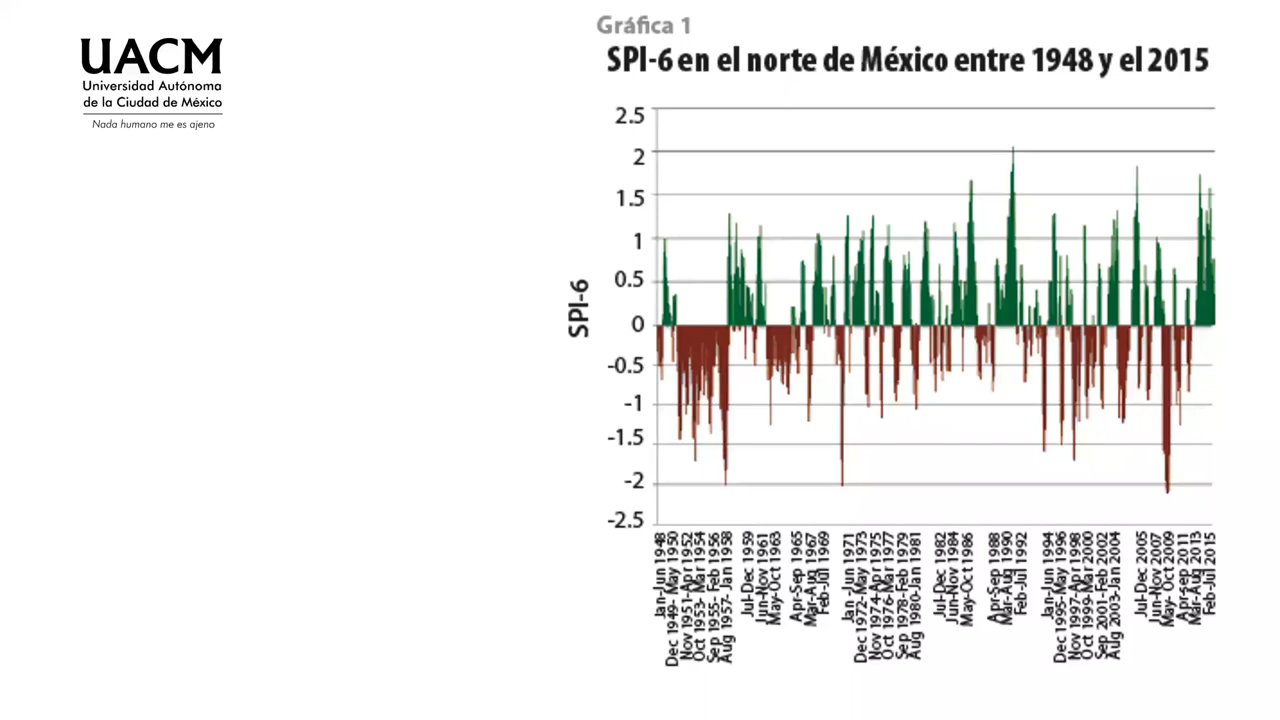 UACM
Universidad Autónoma
de la Ciudad de México
Nada humano me es ajeno
Gráfica 1
SPI-6 en el norte de México entre 1948 y el 2015
2.5
2
1.5
1
0.5
0
-0.5
-1
-1.5
-2
-2.5
SPI-6
Jan-Jun 1948
Dec 1949- May 1950
Nov 1951-Apr 1952
Oct 1953- Mar 1954
Sep 1955- Feb 1956
Aug 1957- Jan 1958
Jul-Dec 1959
Jun-Nov 1961
May-Oct 1963
Apr-Sep 1965
Mar-Aug 1967
Feb-Jul 1969
Jan -Jun 1971
Dec 1972-May 1973
Nov 1974-Apr 1975
Oct 1976-Mar 1977
Sep 1978-Feb 1979
Aug 1980-Jan 1981
Jul-Dec 1982
Jun-Nov 1984
May-Oct 1986
Apr-Sep 1988
Mar-Aug 1990
Feb-Jul 1992
Jan-Jun 1994
Dec 1995-May 1996
Nov 1997-Apr 1998
Oct 1999-Mar 2000
Sep 2001-Feb 2002
Aug 2003-Jan 2004
Jul-Dec 2005
Jun-Nov 2007
May- Oct 2009
Apr-sep 2011
Mar-Aug 2013
Feb-Jul 2015